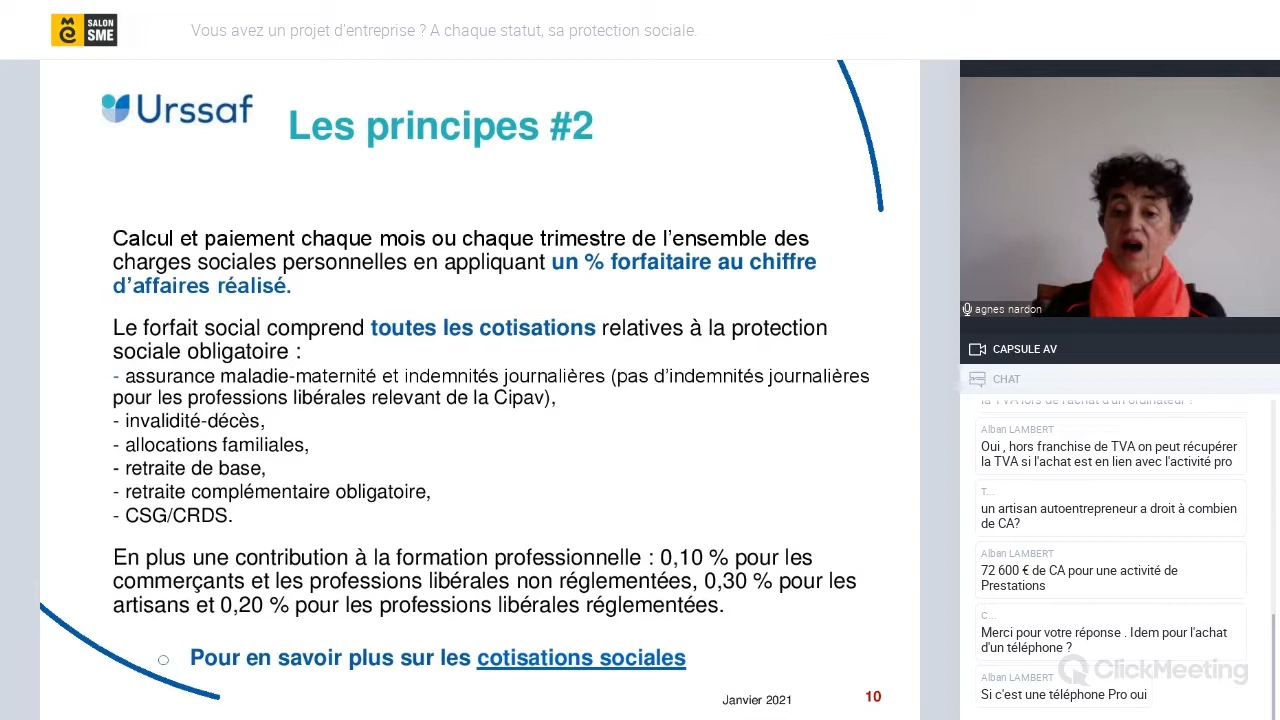 SALON
SME
Vous avez un projet d'entreprise ? A chaque statut, sa protection sociale.
Urssaf
Les principes #2
Calcul et paiement chaque mois ou chaque trimestre de l'ensemble des
charges sociales personnelles en appliquant un % forfaitaire au chiffre
d'affaires réalisé.
Le forfait social comprend toutes les cotisations relatives à la protection
sociale obligatoire :
- assurance maladie-maternité et indemnités journalières (pas d'indemnités journalières
pour les professions libérales relevant de la Cipav),
- invalidité-décès,
- allocations familiales,
- retraite de base,
- retraite complémentaire obligatoire,
- CSG/CRDS.
En plus une contribution à la formation professionnelle : 0,10 % pour les
commerçants et les professions libérales non réglementées, 0,30 % pour les
artisans et 0,20 % pour les professions libérales réglementées.
Pour en savoir plus sur les cotisations sociales
Janvier 2021
10
agnes nardon
CAPSULE AV
CHAT
la TVA lors de l'achat d'un ordinateur ?
Alban LAMBERT
Oui , hors franchise de TVA on peut récupérer
la TVA si l'achat est en lien avec l'activité pro
T...
un artisan autoentrepreneur a droit à combien
de CA?
Alban LAMBERT
72 600 € de CA pour une activité de
Prestations
C...
Merci pour votre réponse . Idem pour l'achat
d'un téléphone ?
ClickMeeting
Alban LAMBERT
Si c'est une téléphone Pro oui